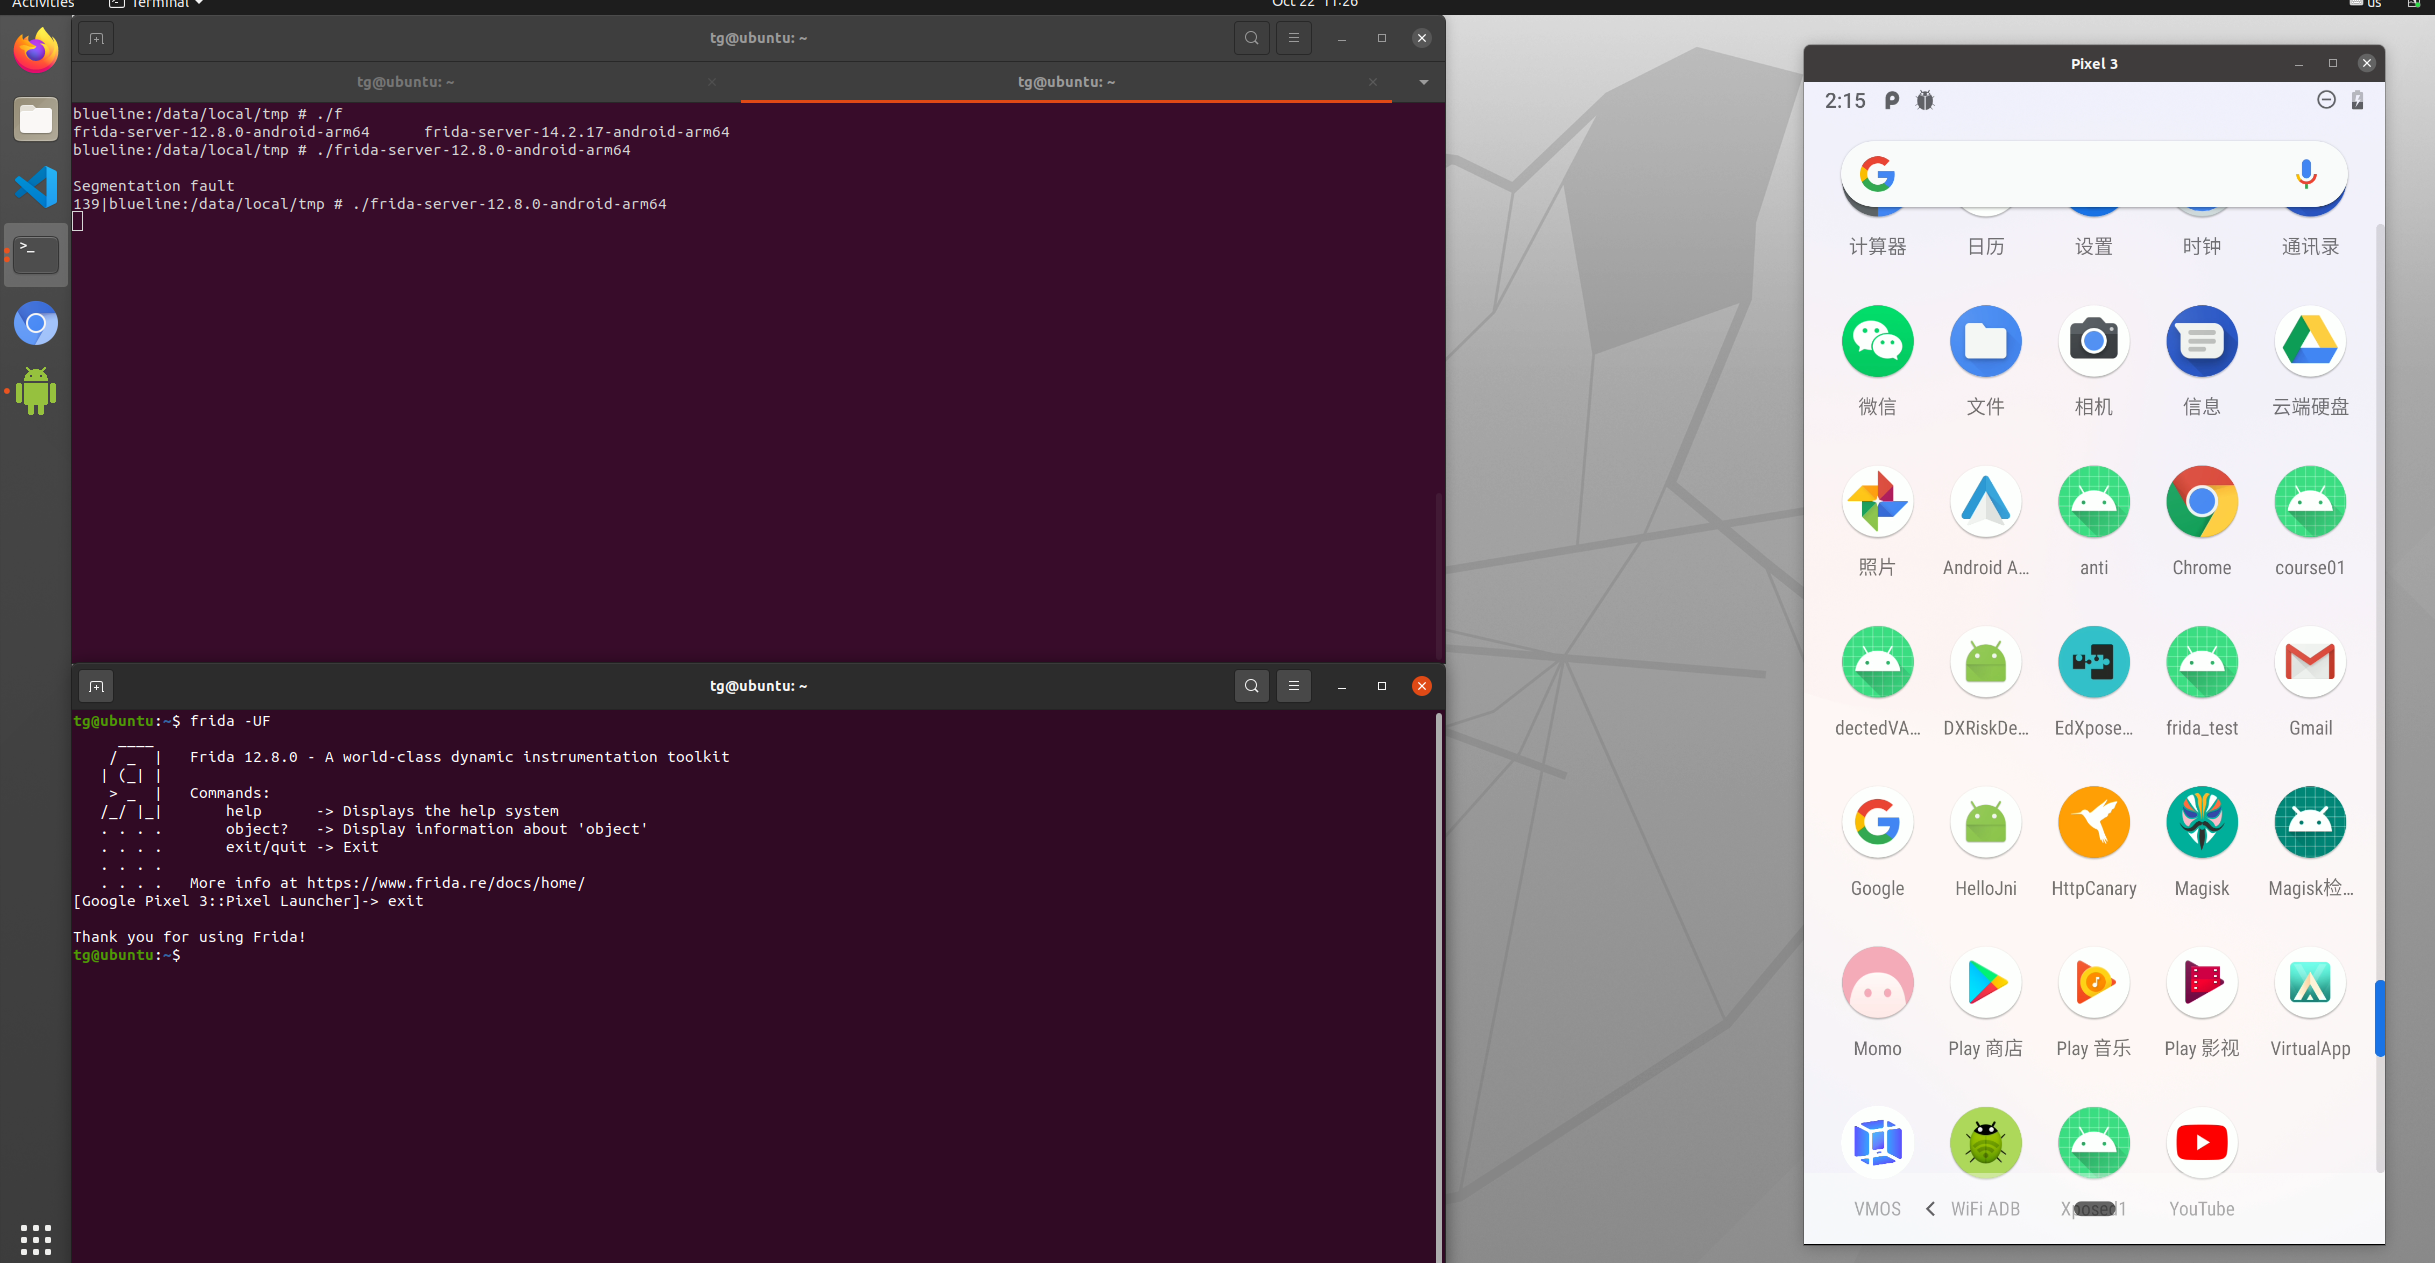 Activities
Terminal
Oct 22 11:26
us
tg@ubuntu: ~
tg@ubuntu: ~
tg@ubuntu: ~
blueline:/data/local/tmp # ./f
frida-server-12.8.0-android-arm64      frida-server-14.2.17-android-arm64
blueline:/data/local/tmp # ./frida-server-12.8.0-android-arm64
Segmentation fault
139|blueline:/data/local/tmp # ./frida-server-12.8.0-android-arm64
tg@ubuntu: ~
tg@ubuntu:~$ frida -UF
Frida 12.8.0 - A world-class dynamic instrumentation toolkit
Commands:
help      -> Displays the help system
object?   -> Display information about 'object'
exit/quit -> Exit
More info at https://www.frida.re/docs/home/
[Google Pixel 3::Pixel Launcher]-> exit
Thank you for using Frida!
tg@ubuntu:~$
Pixel 3
2:15
计算器
日历
设置
时钟
通讯录
微信
文件
相机
信息
云端硬盘
照片
Android A...
anti
Chrome
course01
dectedVA...
DXRiskDe...
EdXpose...
frida_test
Gmail
Google
HelloJni
HttpCanary
Magisk
Magisk检...
Momo
Play 商店
Play 音乐
Play 影视
VirtualApp
VMOS
WiFi ADB
Xposed1
YouTube